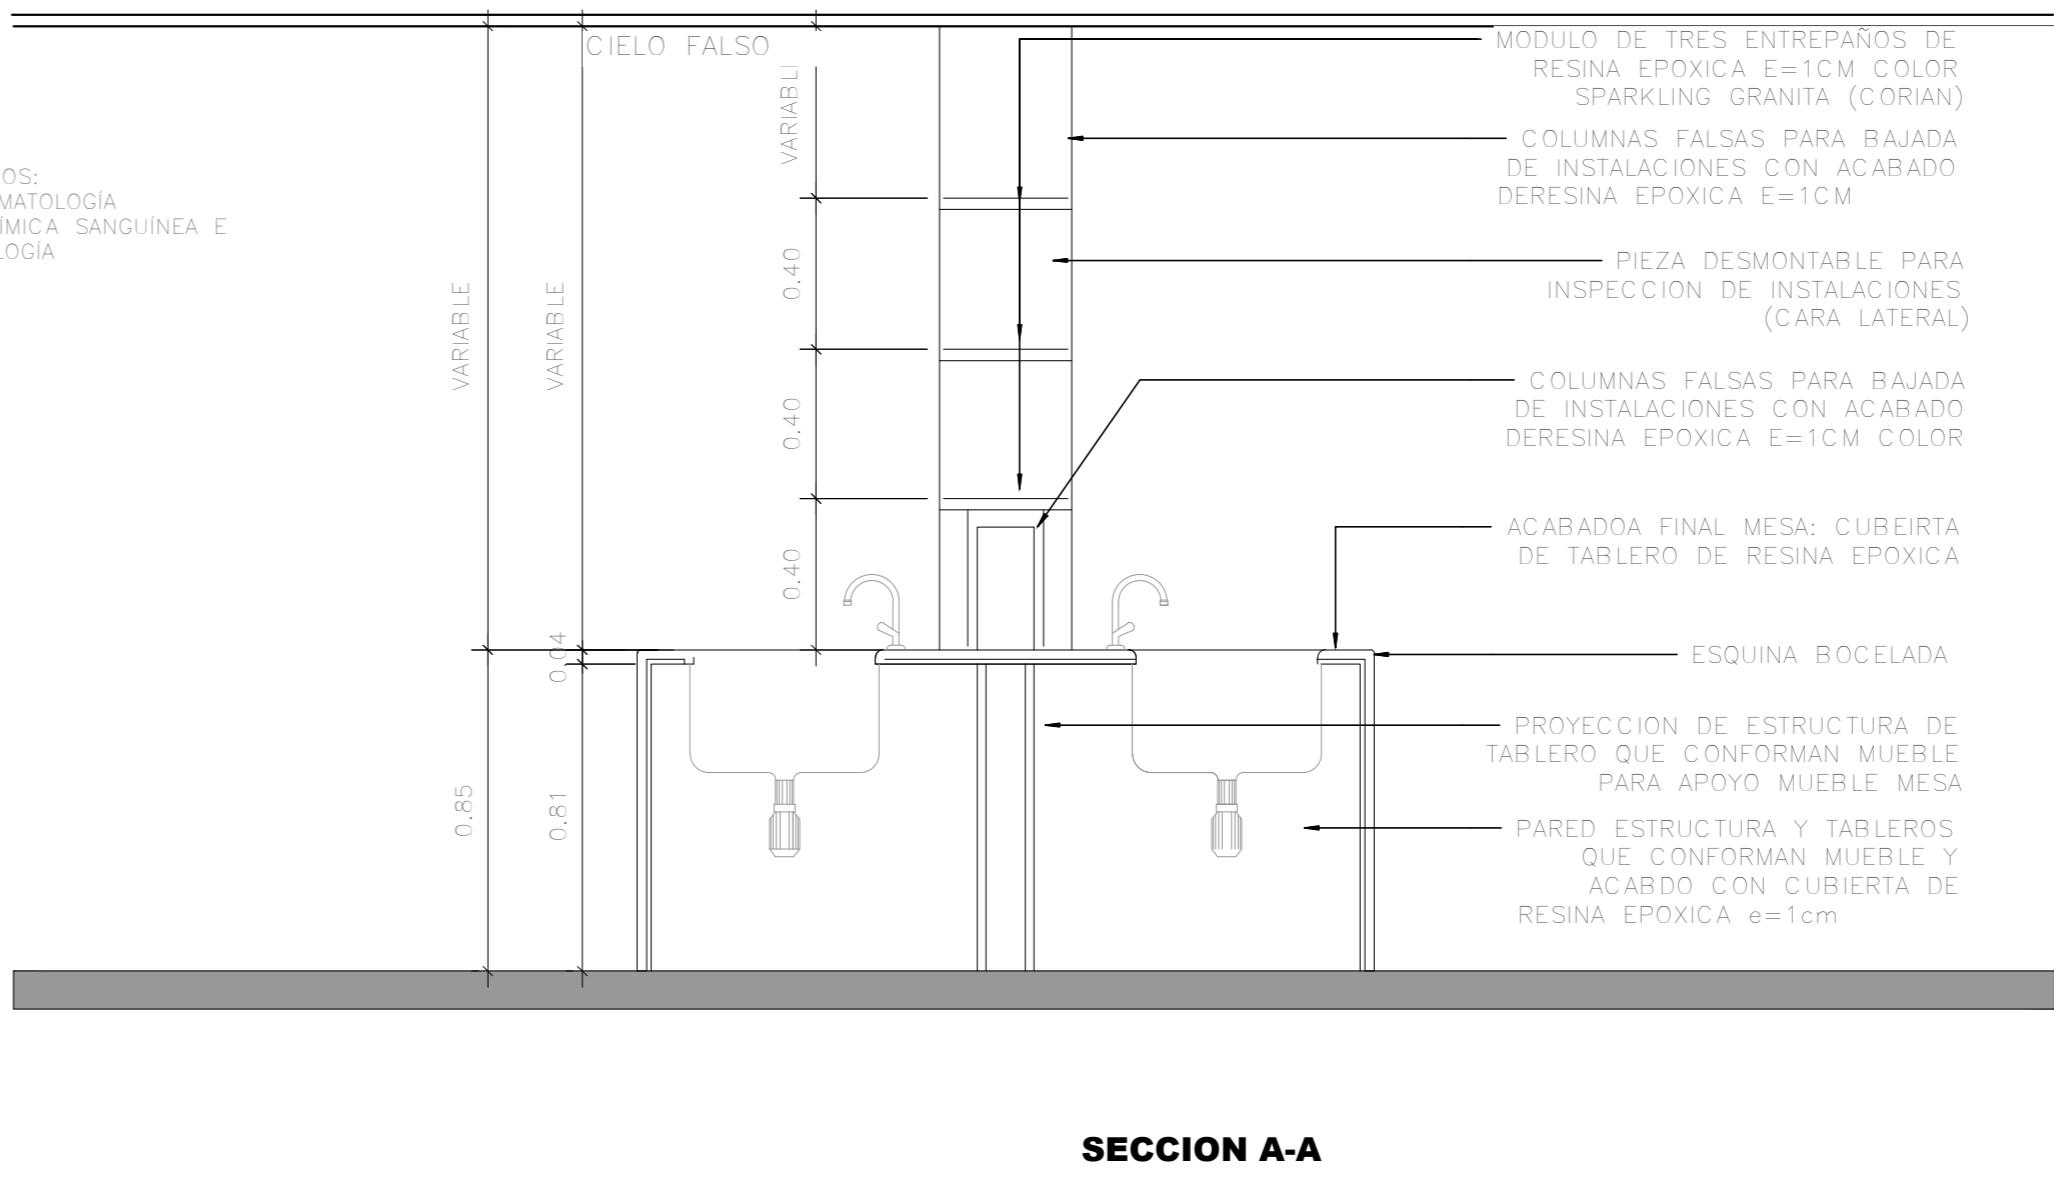 CIELO FALSO
OS:
MATOLOGÍA
ÍMICA SANGUÍNEA E
LOGÍA
VARIABLE
VARIABLE
VARIABL
0.40
0.40
0.40
0.04
0.85
0.81
MODULO DE TRES ENTREPAÑOS DE
RESINA EPOXICA E=1CM COLOR
SPARKLING GRANITA (CORIAN)
COLUMNAS FALSAS PARA BAJADA
DE INSTALACIONES CON ACABADO
DERESINA EPOXICA E=1CM
PIEZA DESMONTABLE PARA
INSPECCION DE INSTALACIONES
(CARA LATERAL)
COLUMNAS FALSAS PARA BAJADA
DE INSTALACIONES CON ACABADO
DERESINA EPOXICA E=1CM COLOR
ACABADOA FINAL MESA: CUBEIRTA
DE TABLERO DE RESINA EPOXICA
ESQUINA BOCELADA
PROYECCION DE ESTRUCTURA DE
TABLERO QUE CONFORMAN MUEBLE
PARA APOYO MUEBLE MESA
PARED ESTRUCTURA Y TABLEROS
QUE CONFORMAN MUEBLE Y
ACABDO CON CUBIERTA DE
RESINA EPOXICA e=1cm
SECCION A-A